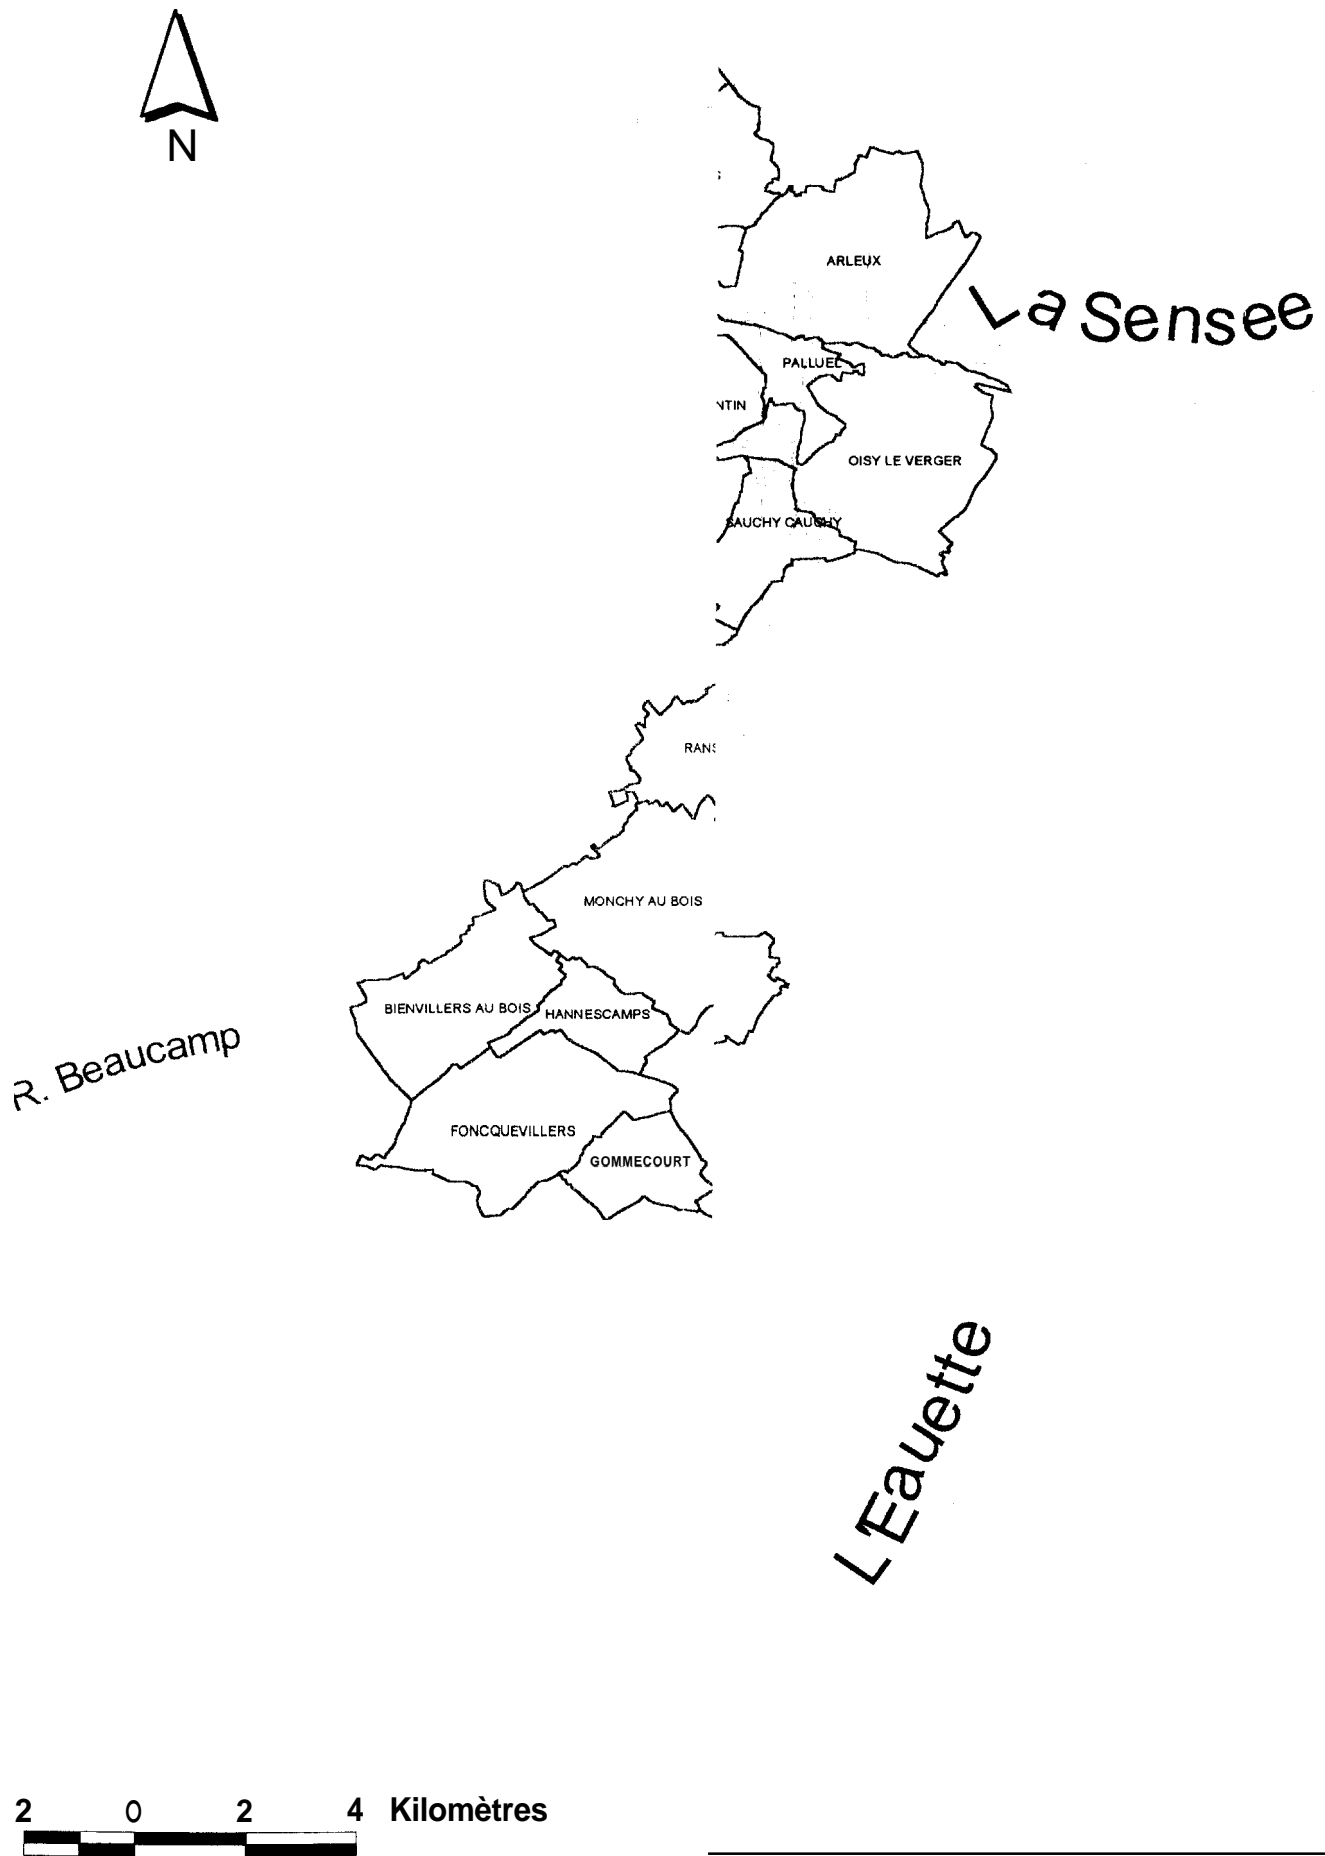 N
ARLEUX
La Sensee
PALLUEL
NTIN
OISY LE VERGER
SAUCHY CAUCHY
RANS
MONCHY AU BOIS
BIENVILLERS AU BOIS
HANNESCAMPS
R. Beaucamp
FONCQUEVILLERS
GOMMECOURT
L'Eauette
2 0 2 4 Kilomètres